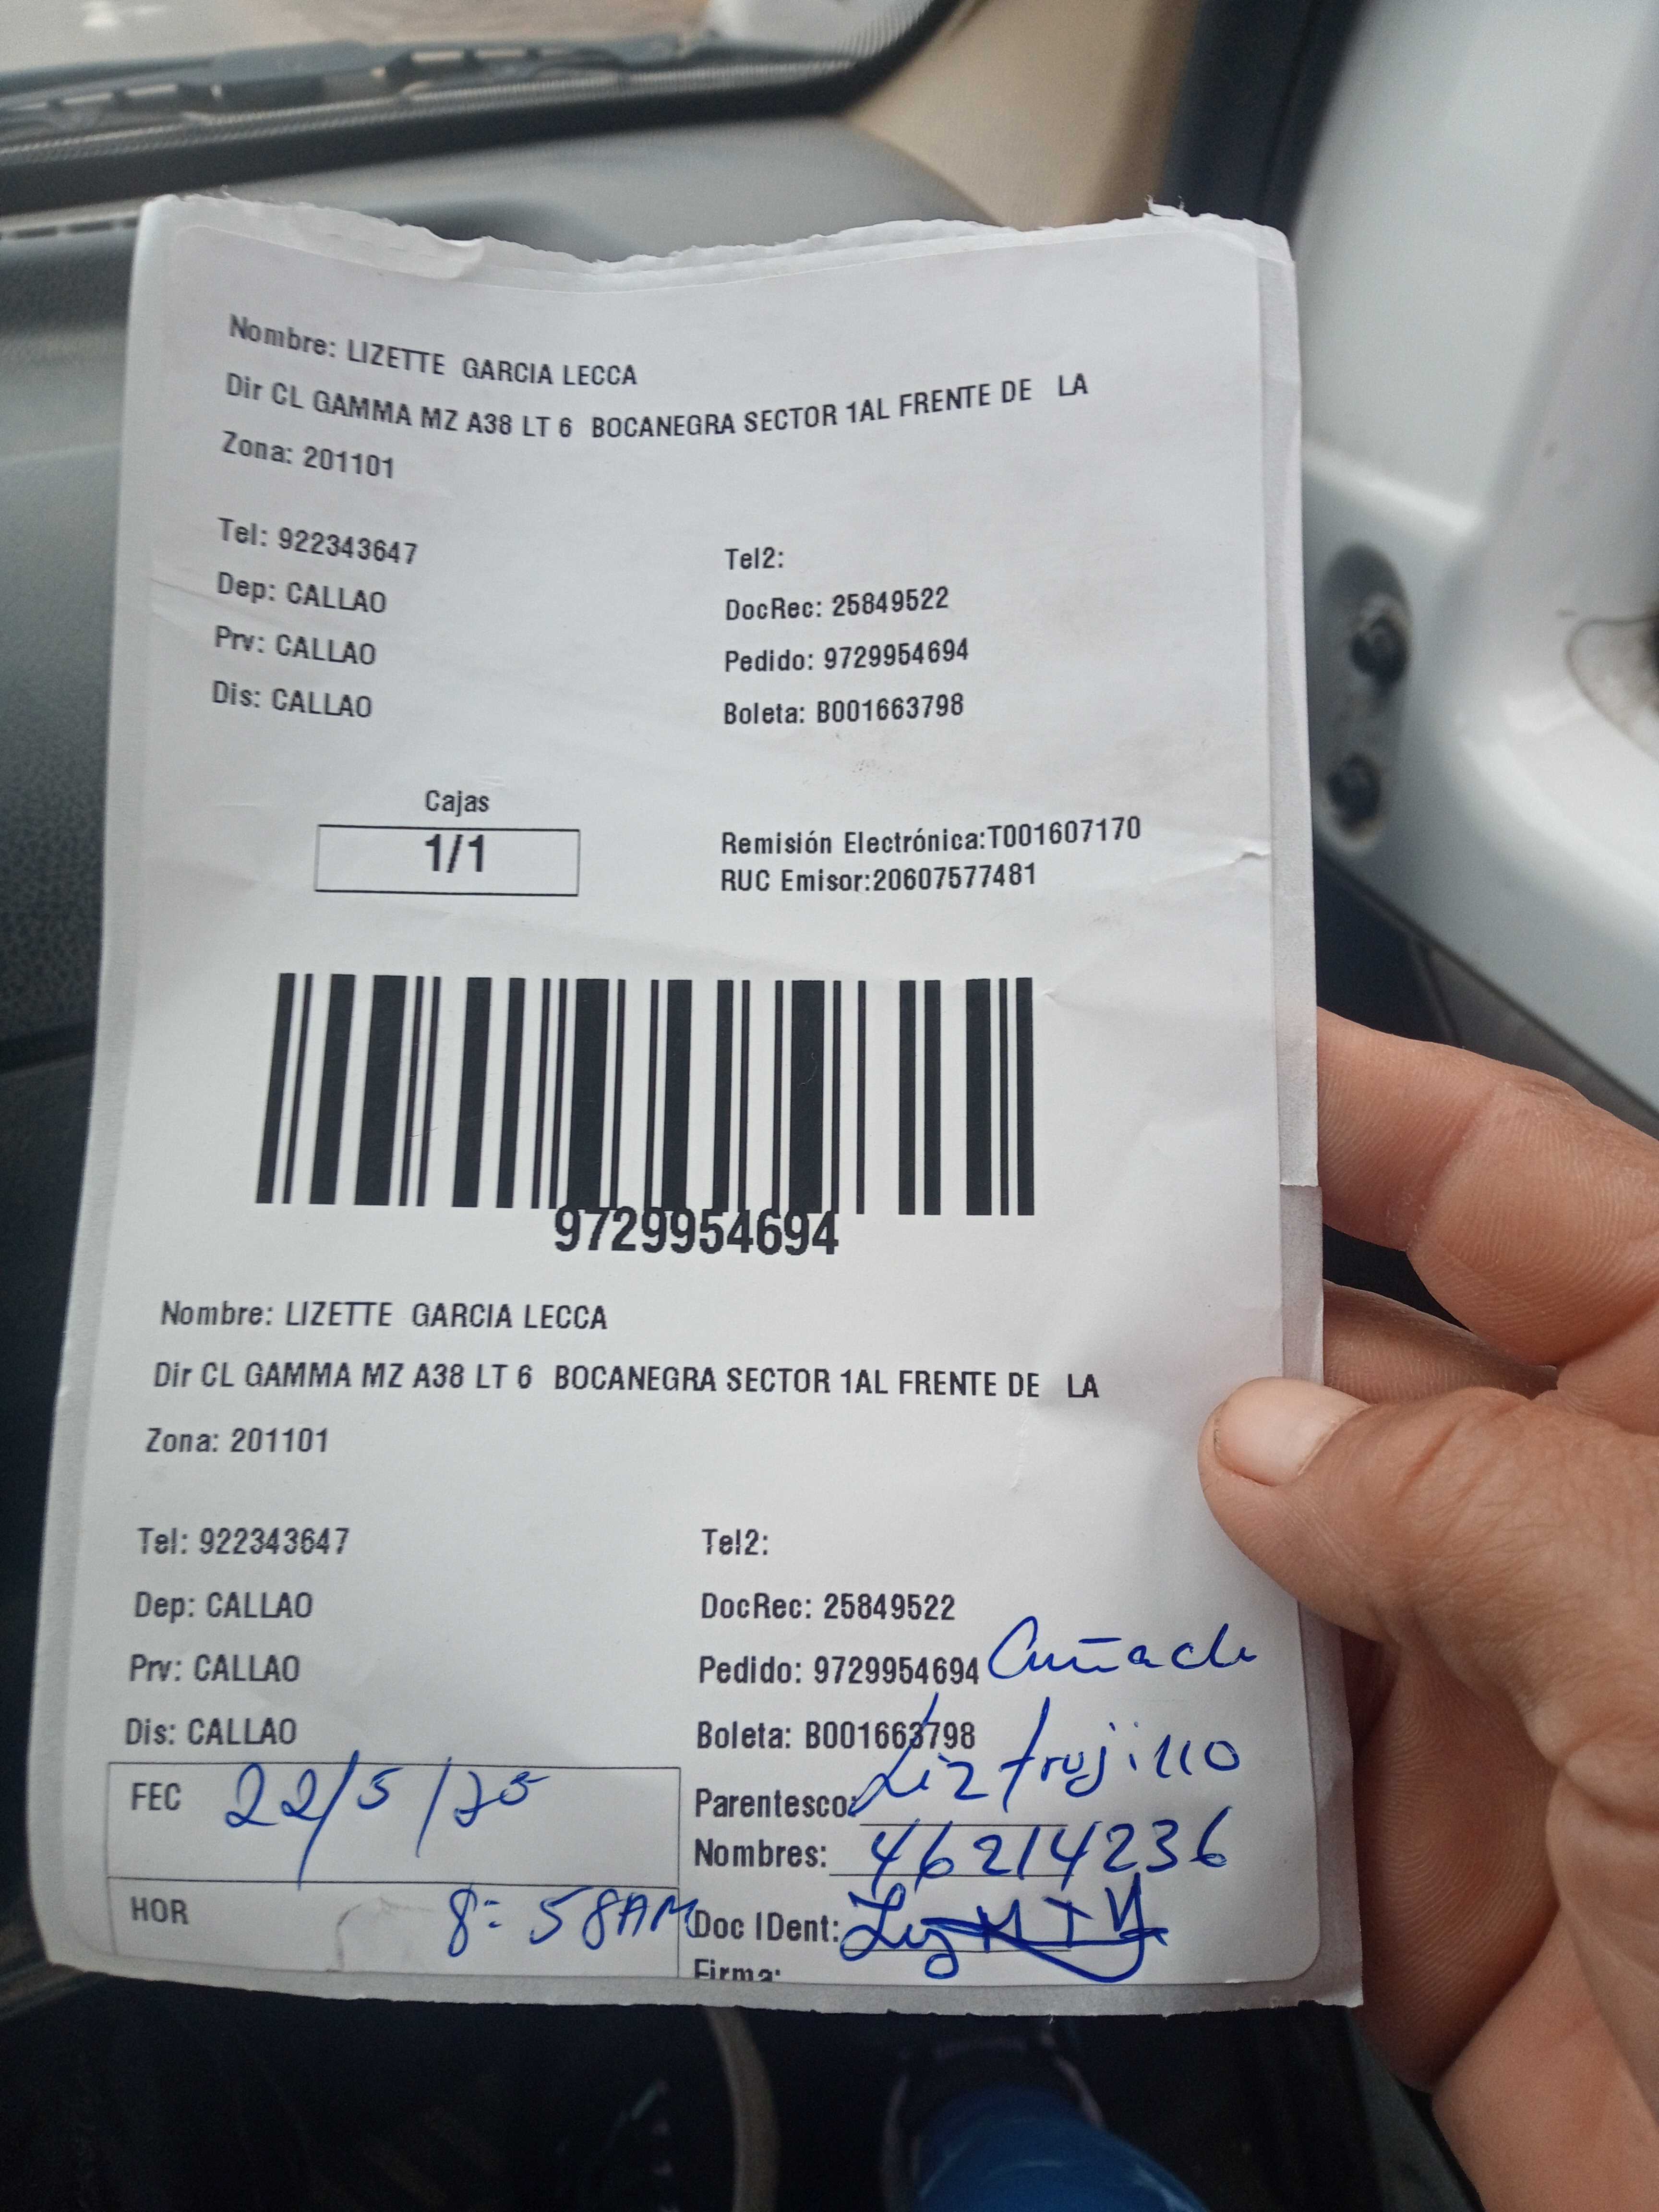 Nombre: LIZETTE GARCIA LECCA
Dir CL GAMMA MZ A38 LT 6 BOCANEGRA SECTOR 1AL FRENTE DE LA
Zona: 201101
Tel: 922343647 Tel2:
Dep: CALLAO DocRec: 25849522
Prv: CALLAO Pedido: 9729954694
Dis: CALLAO Boleta: B001663798
Cajas
1/1
Remisión Electrónica:T001607170
RUC Emisor:20607577481
9729954694
Nombre: LIZETTE GARCIA LECCA
Dir CL GAMMA MZ A38 LT 6 BOCANEGRA SECTOR 1AL FRENTE DE LA
Zona: 201101
Tel: 922343647 Tel2:
Dep: CALLAO DocRec: 25849522
Prv: CALLAO Pedido: 9729954694 Cuñada
Dis: CALLAO Boleta: B001663798
FEC 22/5/25 Parentesco: Liz trujillo
Nombres: 46214236
HOR 8:58AM Doc IDent:
Firma: